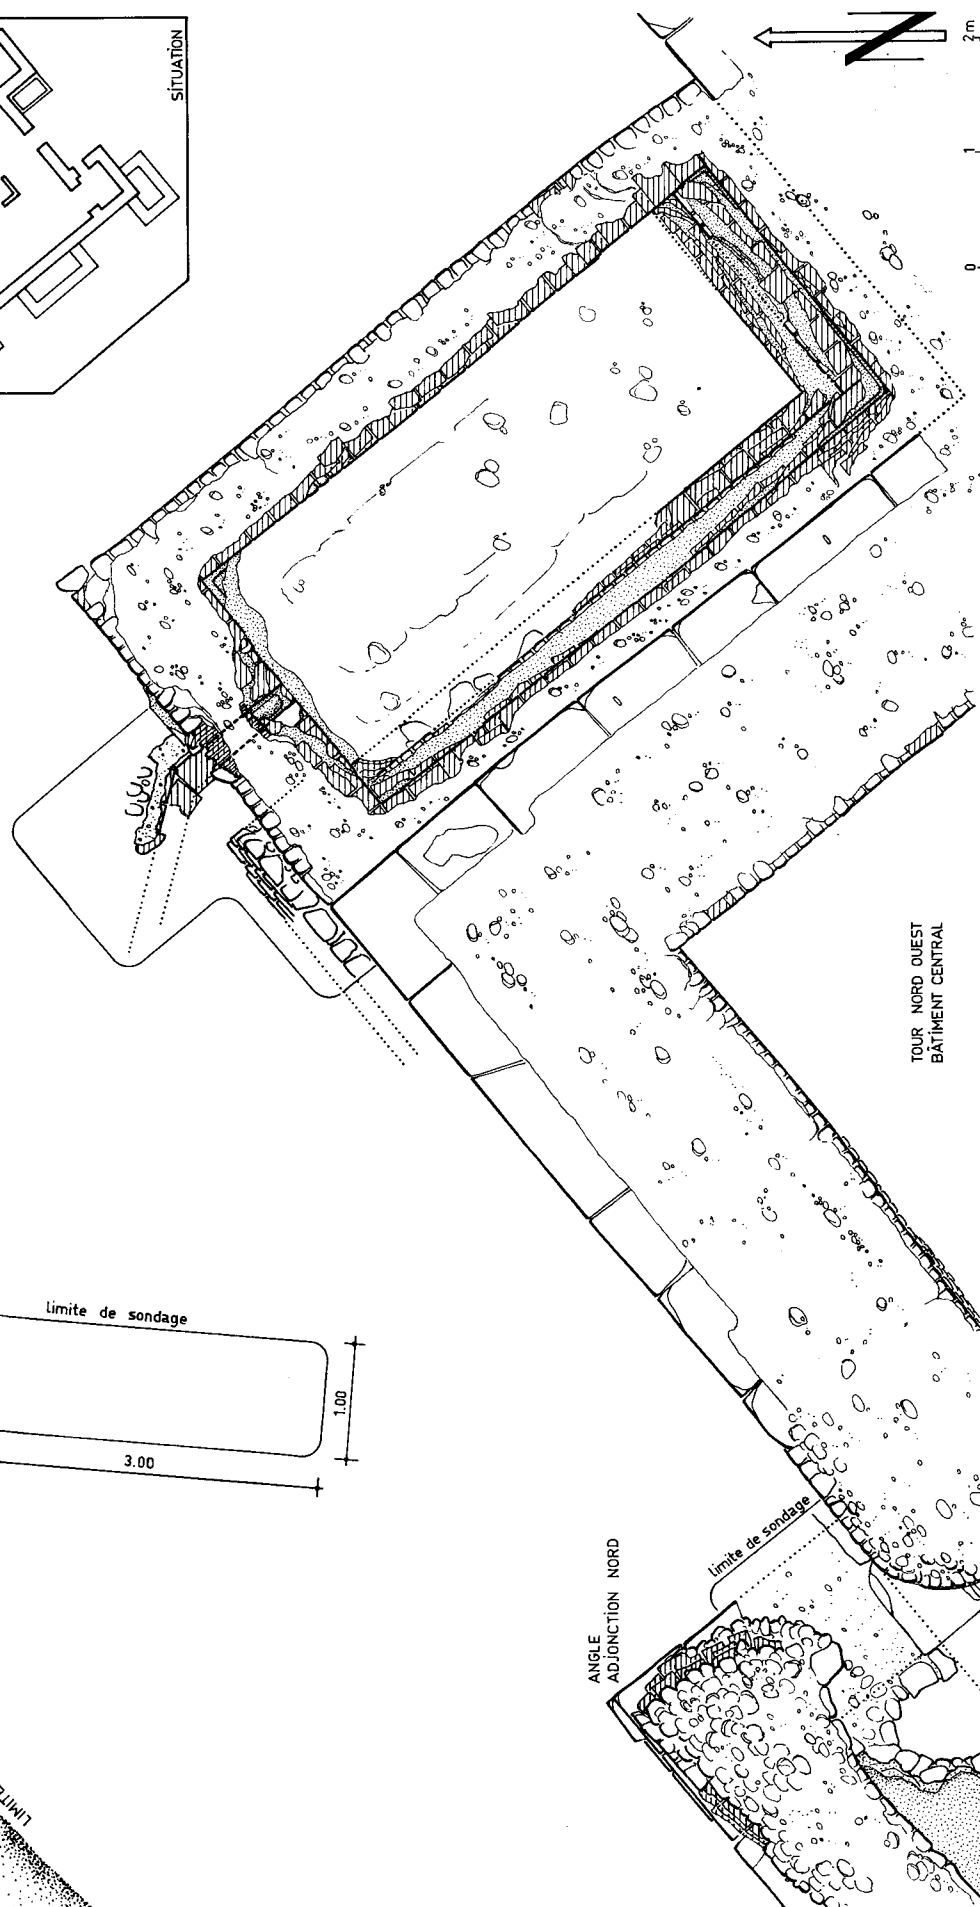 SITUATION
N
2m
1
0
TOUR NORD OUEST
BÂTIMENT CENTRAL
limite de sondage
1.00
3.00
limite de sondage
ANGLE
ADJONCTION NORD